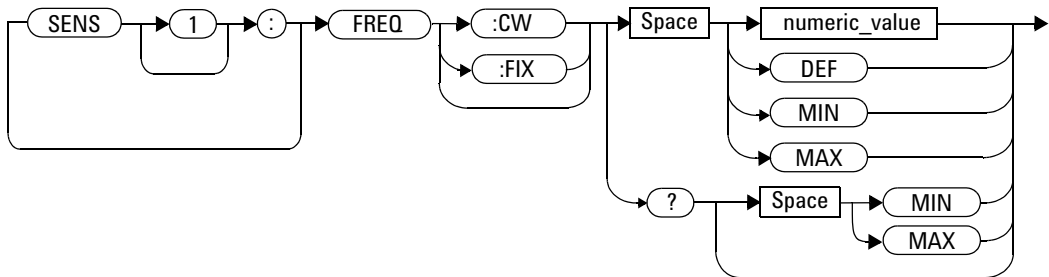 SENS 1 : FREQ :CW Space numeric_value
:FIX DEF
MIN
MAX
? Space MIN
MAX